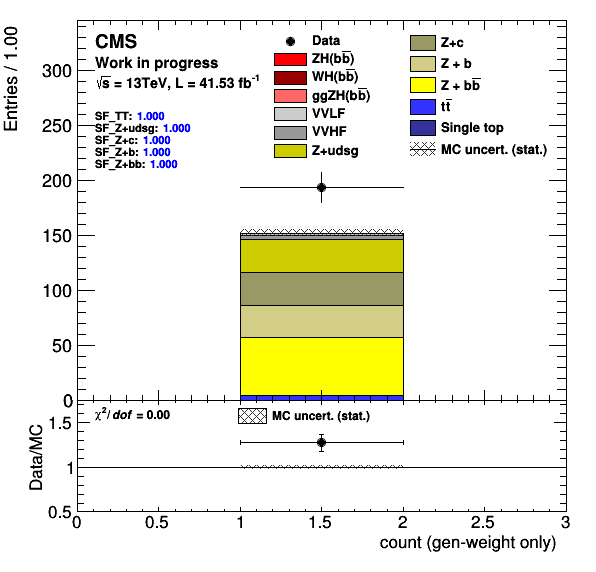 CMS
Work in progress
√s = 13TeV, L = 41.53 fb⁻¹
SF_TT: 1.000
SF_Z+udsg: 1.000
SF_Z+c: 1.000
SF_Z+b: 1.000
SF_Z+bb: 1.000
Data
ZH(bb̅)
WH(bb̅)
ggZH(bb̅)
VVLF
VVHF
Z+udsg
Z+c
Z + b
Z + bb̅
tt̅
Single top
MC uncert. (stat.)
Entries / 1.00
300
250
200
150
100
50
0
χ²/dof = 0.00
MC uncert. (stat.)
Data/MC
1.5
1
0.5
0 0.5 1 1.5 2 2.5 3
count (gen-weight only)